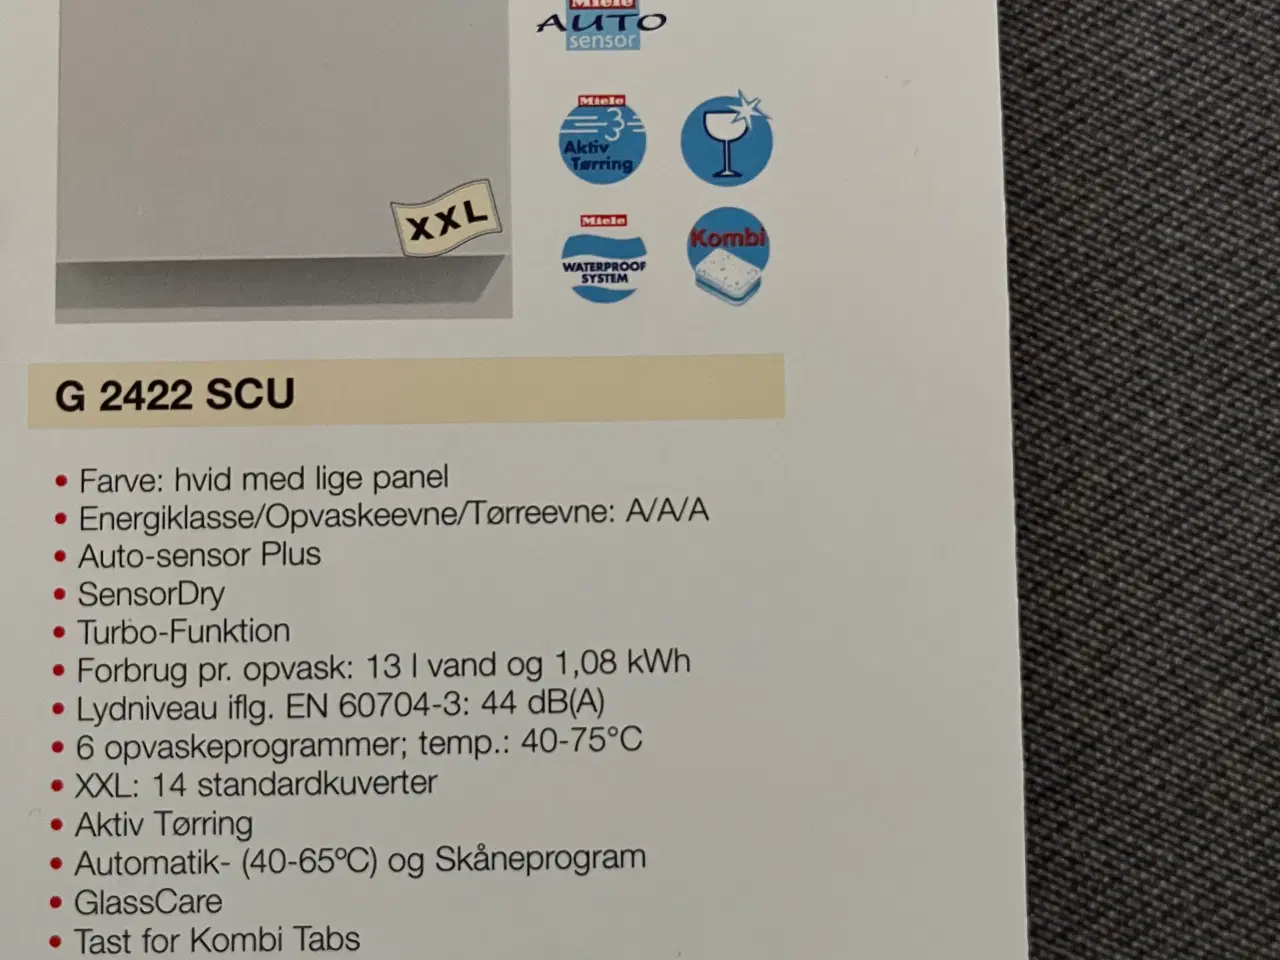 Miele
AUTO
sensor
Miele
3
Aktiv
Tørring
XXL
Miele
WATERPROOF
SYSTEM
Kombi
G 2422 SCU
• Farve: hvid med lige panel
• Energiklasse/Opvaskeevne/Tørreevne: A/A/A
• Auto-sensor Plus
• SensorDry
• Turbo-Funktion
• Forbrug pr. opvask: 13 l vand og 1,08 kWh
• Lydniveau iflg. EN 60704-3: 44 dB(A)
• 6 opvaskeprogrammer; temp.: 40-75°C
• XXL: 14 standardkuverter
• Aktiv Tørring
• Automatik- (40-65ºC) og Skåneprogram
• GlassCare
• Tast for Kombi Tabs